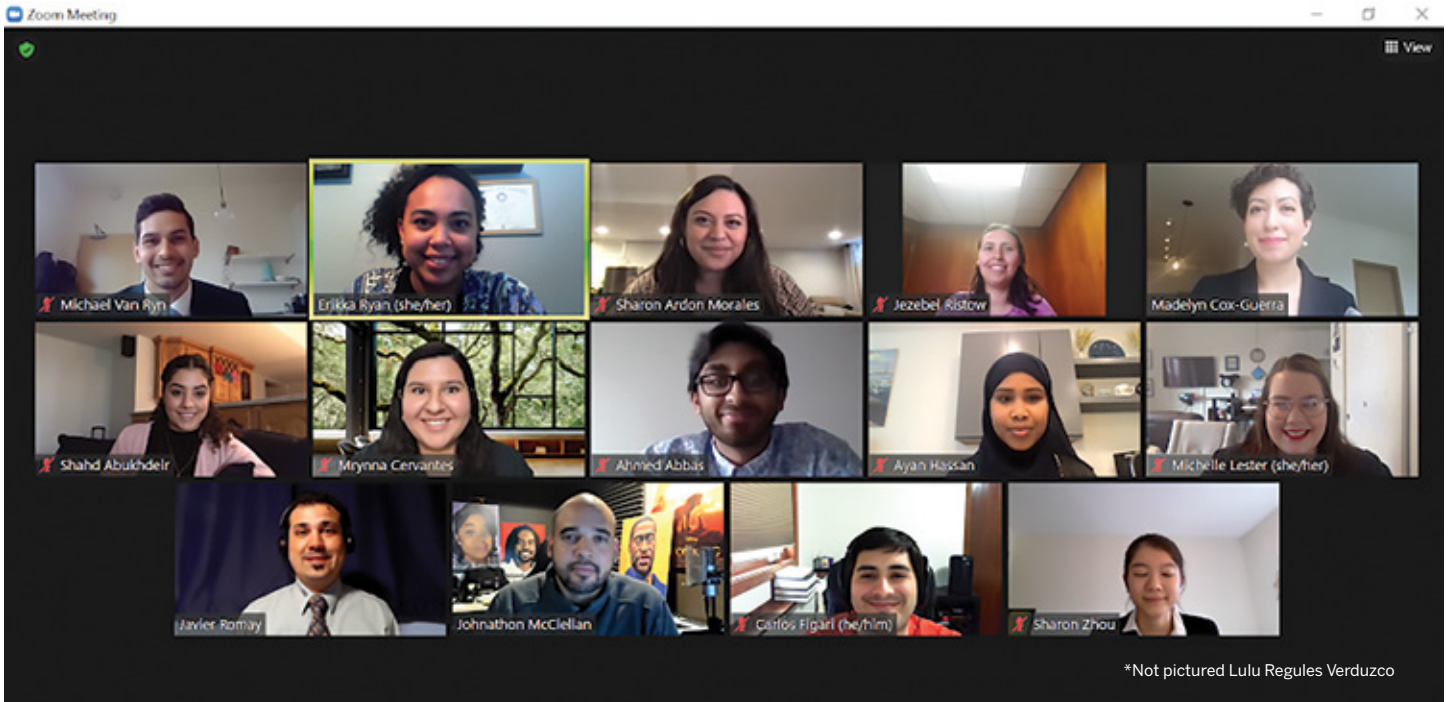 Zoom Meeting
View
Michael Van Ryn
Erikka Ryan (she/her)
Sharon Ardon Morales
Jezebel Ristow
Madelyn Cox-Guerra
Shahd Abukhdeir
Mrynna Cervantes
Ahmed Abbas
Ayan Hassan
Michelle Lester (she/her)
Javier Romay
Johnathon McClellan
Carlos Figari (he/him)
Sharon Zhou
*Not pictured Lulu Regules Verduzco